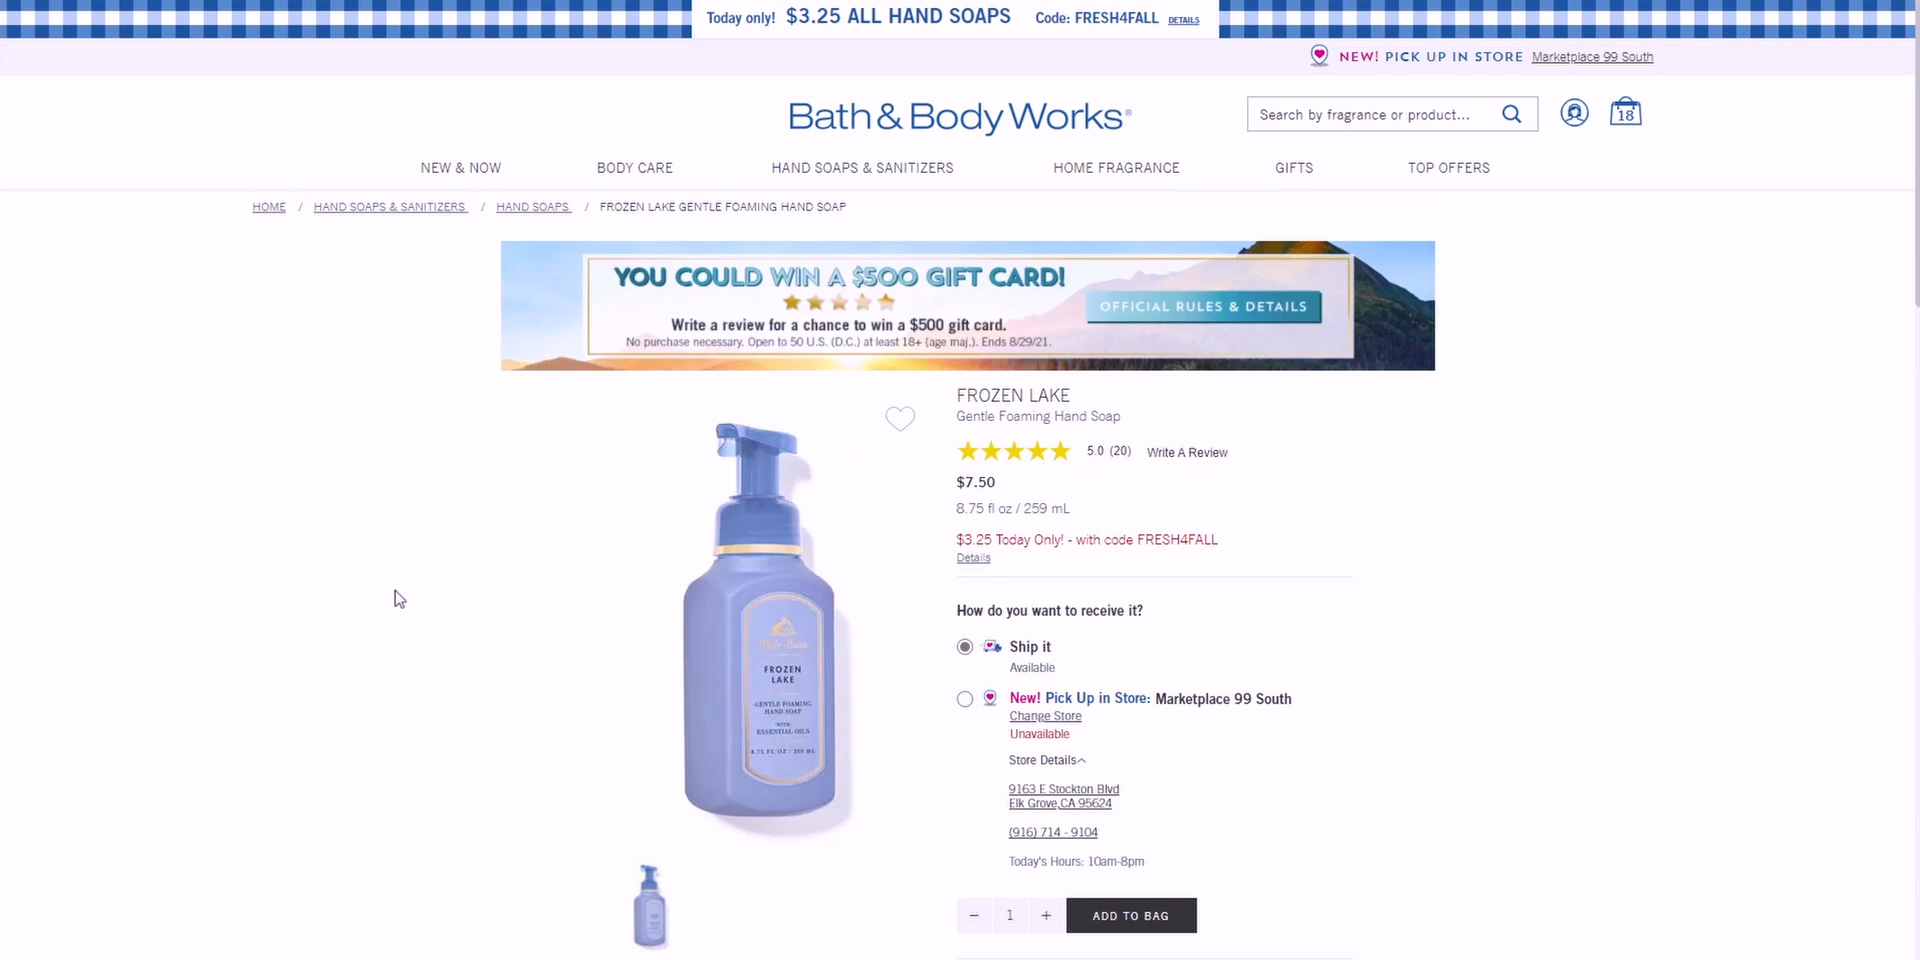 Today only! $3.25 ALL HAND SOAPS Code: FRESH4FALL DETAILS
NEW! PICK UP IN STORE Marketplace 99 South
Bath & Body Works®
Search by fragrance or product...
18
NEW & NOW BODY CARE HAND SOAPS & SANITIZERS HOME FRAGRANCE GIFTS TOP OFFERS
HOME / HAND SOAPS & SANITIZERS / HAND SOAPS / FROZEN LAKE GENTLE FOAMING HAND SOAP
YOU COULD WIN A $500 GIFT CARD!
Write a review for a chance to win a $500 gift card.
No purchase necessary. Open to 50 U.S. (D.C.) at least 18+ (age maj.). Ends 8/29/21.
OFFICIAL RULES & DETAILS
FROZEN LAKE
Gentle Foaming Hand Soap
5.0 (20) Write A Review
$7.50
8.75 fl oz / 259 mL
$3.25 Today Only! - with code FRESH4FALL
Details
How do you want to receive it?
Ship it
Available
New! Pick Up in Store: Marketplace 99 South
Change Store
Unavailable
Store Details
9163 E Stockton Blvd
Elk Grove,CA 95624
(916) 714 - 9104
Today's Hours: 10am-8pm
− 1 + ADD TO BAG
FROZEN
LAKE
GENTLE FOAMING
HAND SOAP
WITH
ESSENTIAL OILS